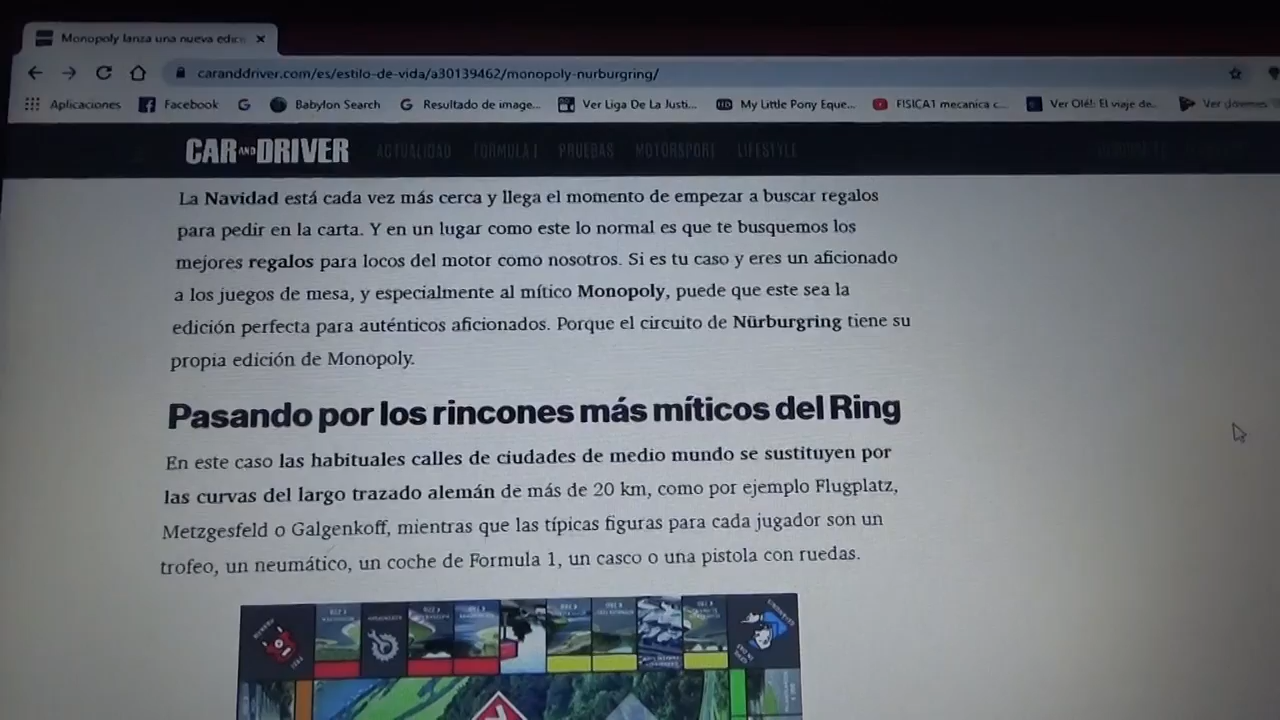 Monopoly lanza una nueva edici
caranddriver.com/es/estilo-de-vida/a30139462/monopoly-nurburgring/
Aplicaciones Facebook Babylon Search Resultado de image... Ver Liga De La Justi... My Little Pony Eque... FISICA1 mecanica c... Ver Olé!: El viaje de... Ver
CAR AND DRIVER ACTUALIDAD FORMULA 1 PRUEBAS MOTORSPORT LIFESTYLE
La Navidad está cada vez más cerca y llega el momento de empezar a buscar regalos
para pedir en la carta. Y en un lugar como este lo normal es que te busquemos los
mejores regalos para locos del motor como nosotros. Si es tu caso y eres un aficionado
a los juegos de mesa, y especialmente al mítico Monopoly, puede que este sea la
edición perfecta para auténticos aficionados. Porque el circuito de Nürburgring tiene su
propia edición de Monopoly.
Pasando por los rincones más míticos del Ring
En este caso las habituales calles de ciudades de medio mundo se sustituyen por
las curvas del largo trazado alemán de más de 20 km, como por ejemplo Flugplatz,
Metzgesfeld o Galgenkoff, mientras que las típicas figuras para cada jugador son un
trofeo, un neumático, un coche de Formula 1, un casco o una pistola con ruedas.